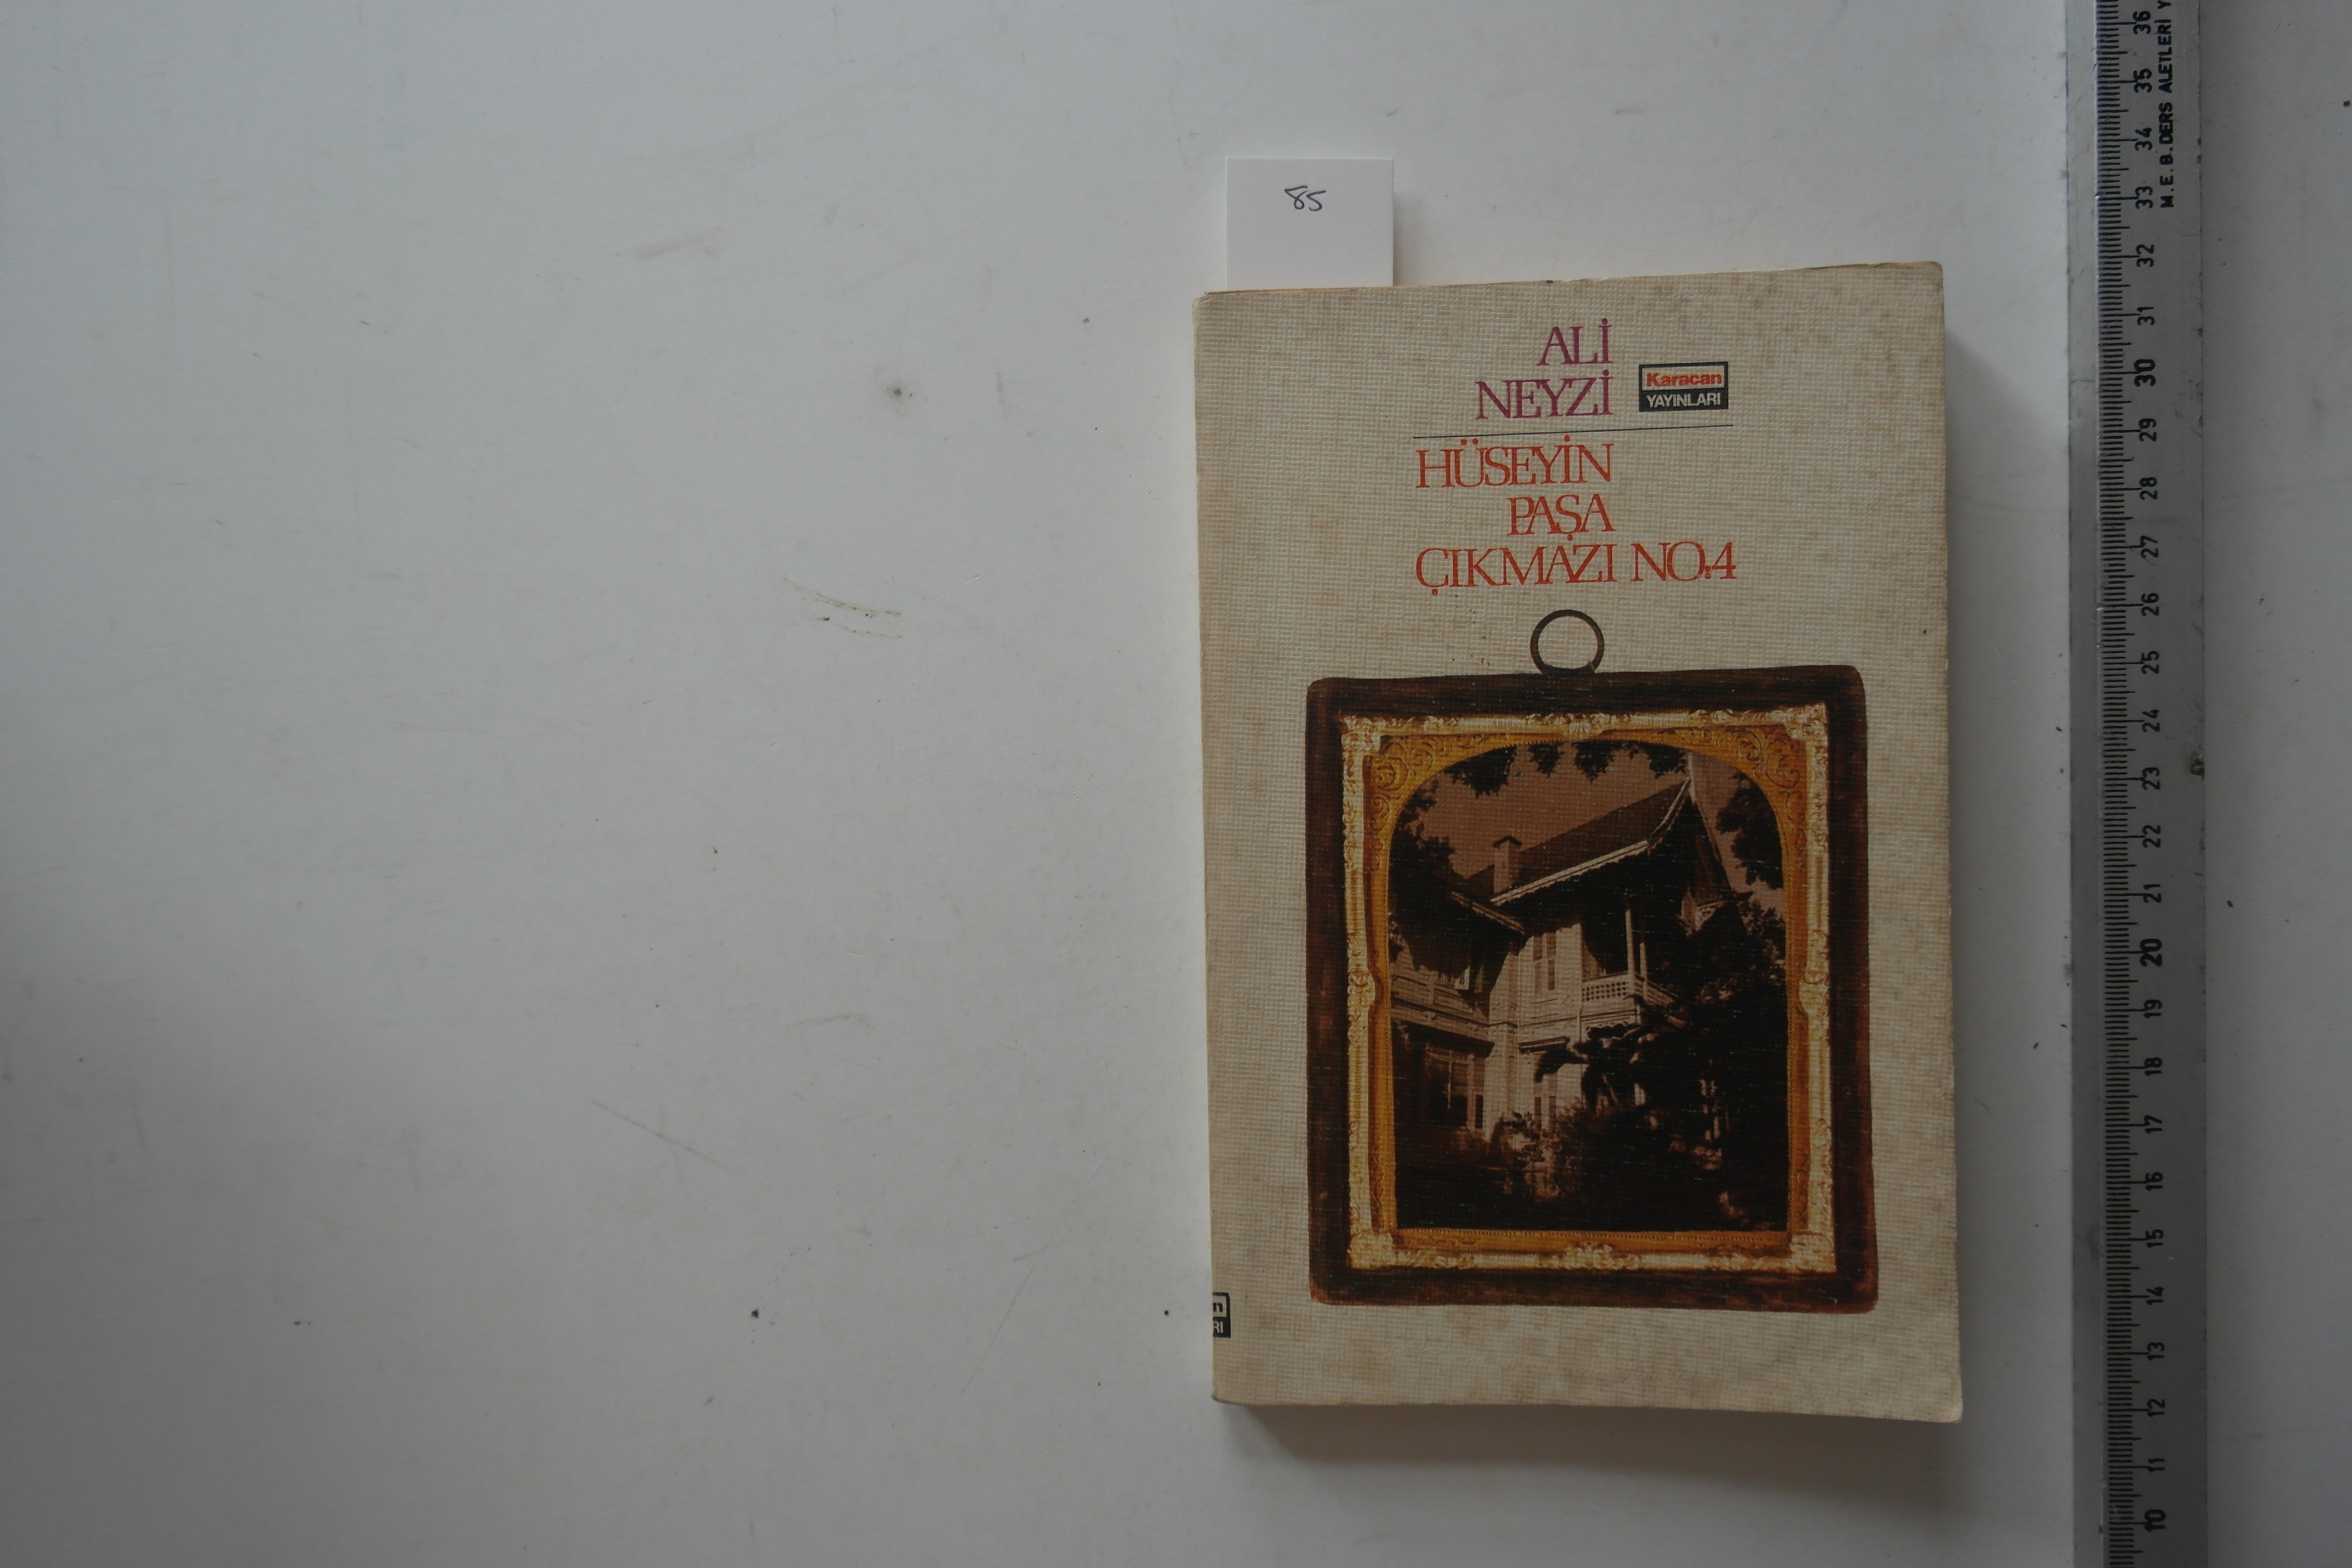 85
ALİ
NEYZİ
Karacan
YAYINLARI
HÜSEYİN
PAŞA
ÇIKMAZI NO:4
n
RI
36
35
34
33
32
31
30
29
28
27
26
25
24
23
22
21
20
19
18
17
16
15
14
13
12
11
10
M.E.B.DERS ALETLERİ Y